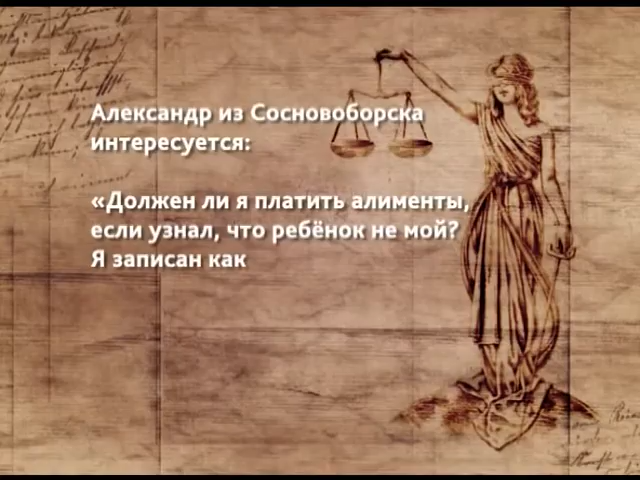 Александр из Сосновоборска
интересуется:
«Должен ли я платить алименты,
если узнал, что ребёнок не мой?
Я записан как